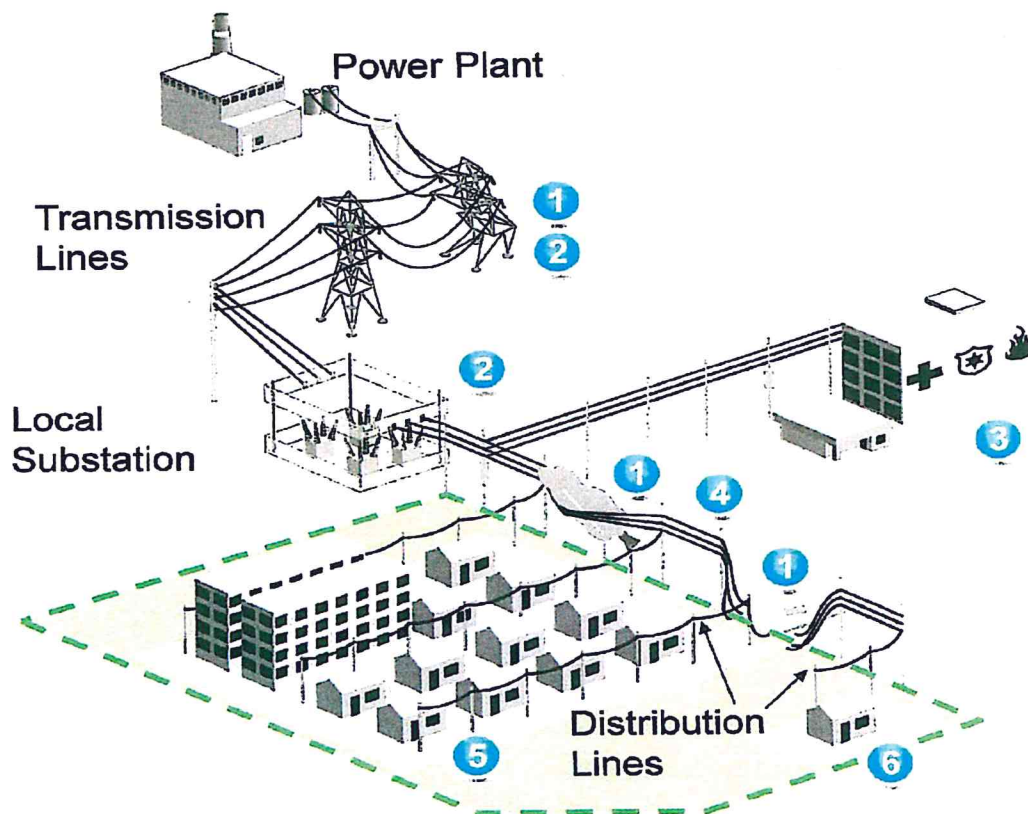 Power Plant
Transmission
Lines
1
2
2
Local
Substation
3
1
4
1
Distribution
Lines
5
6